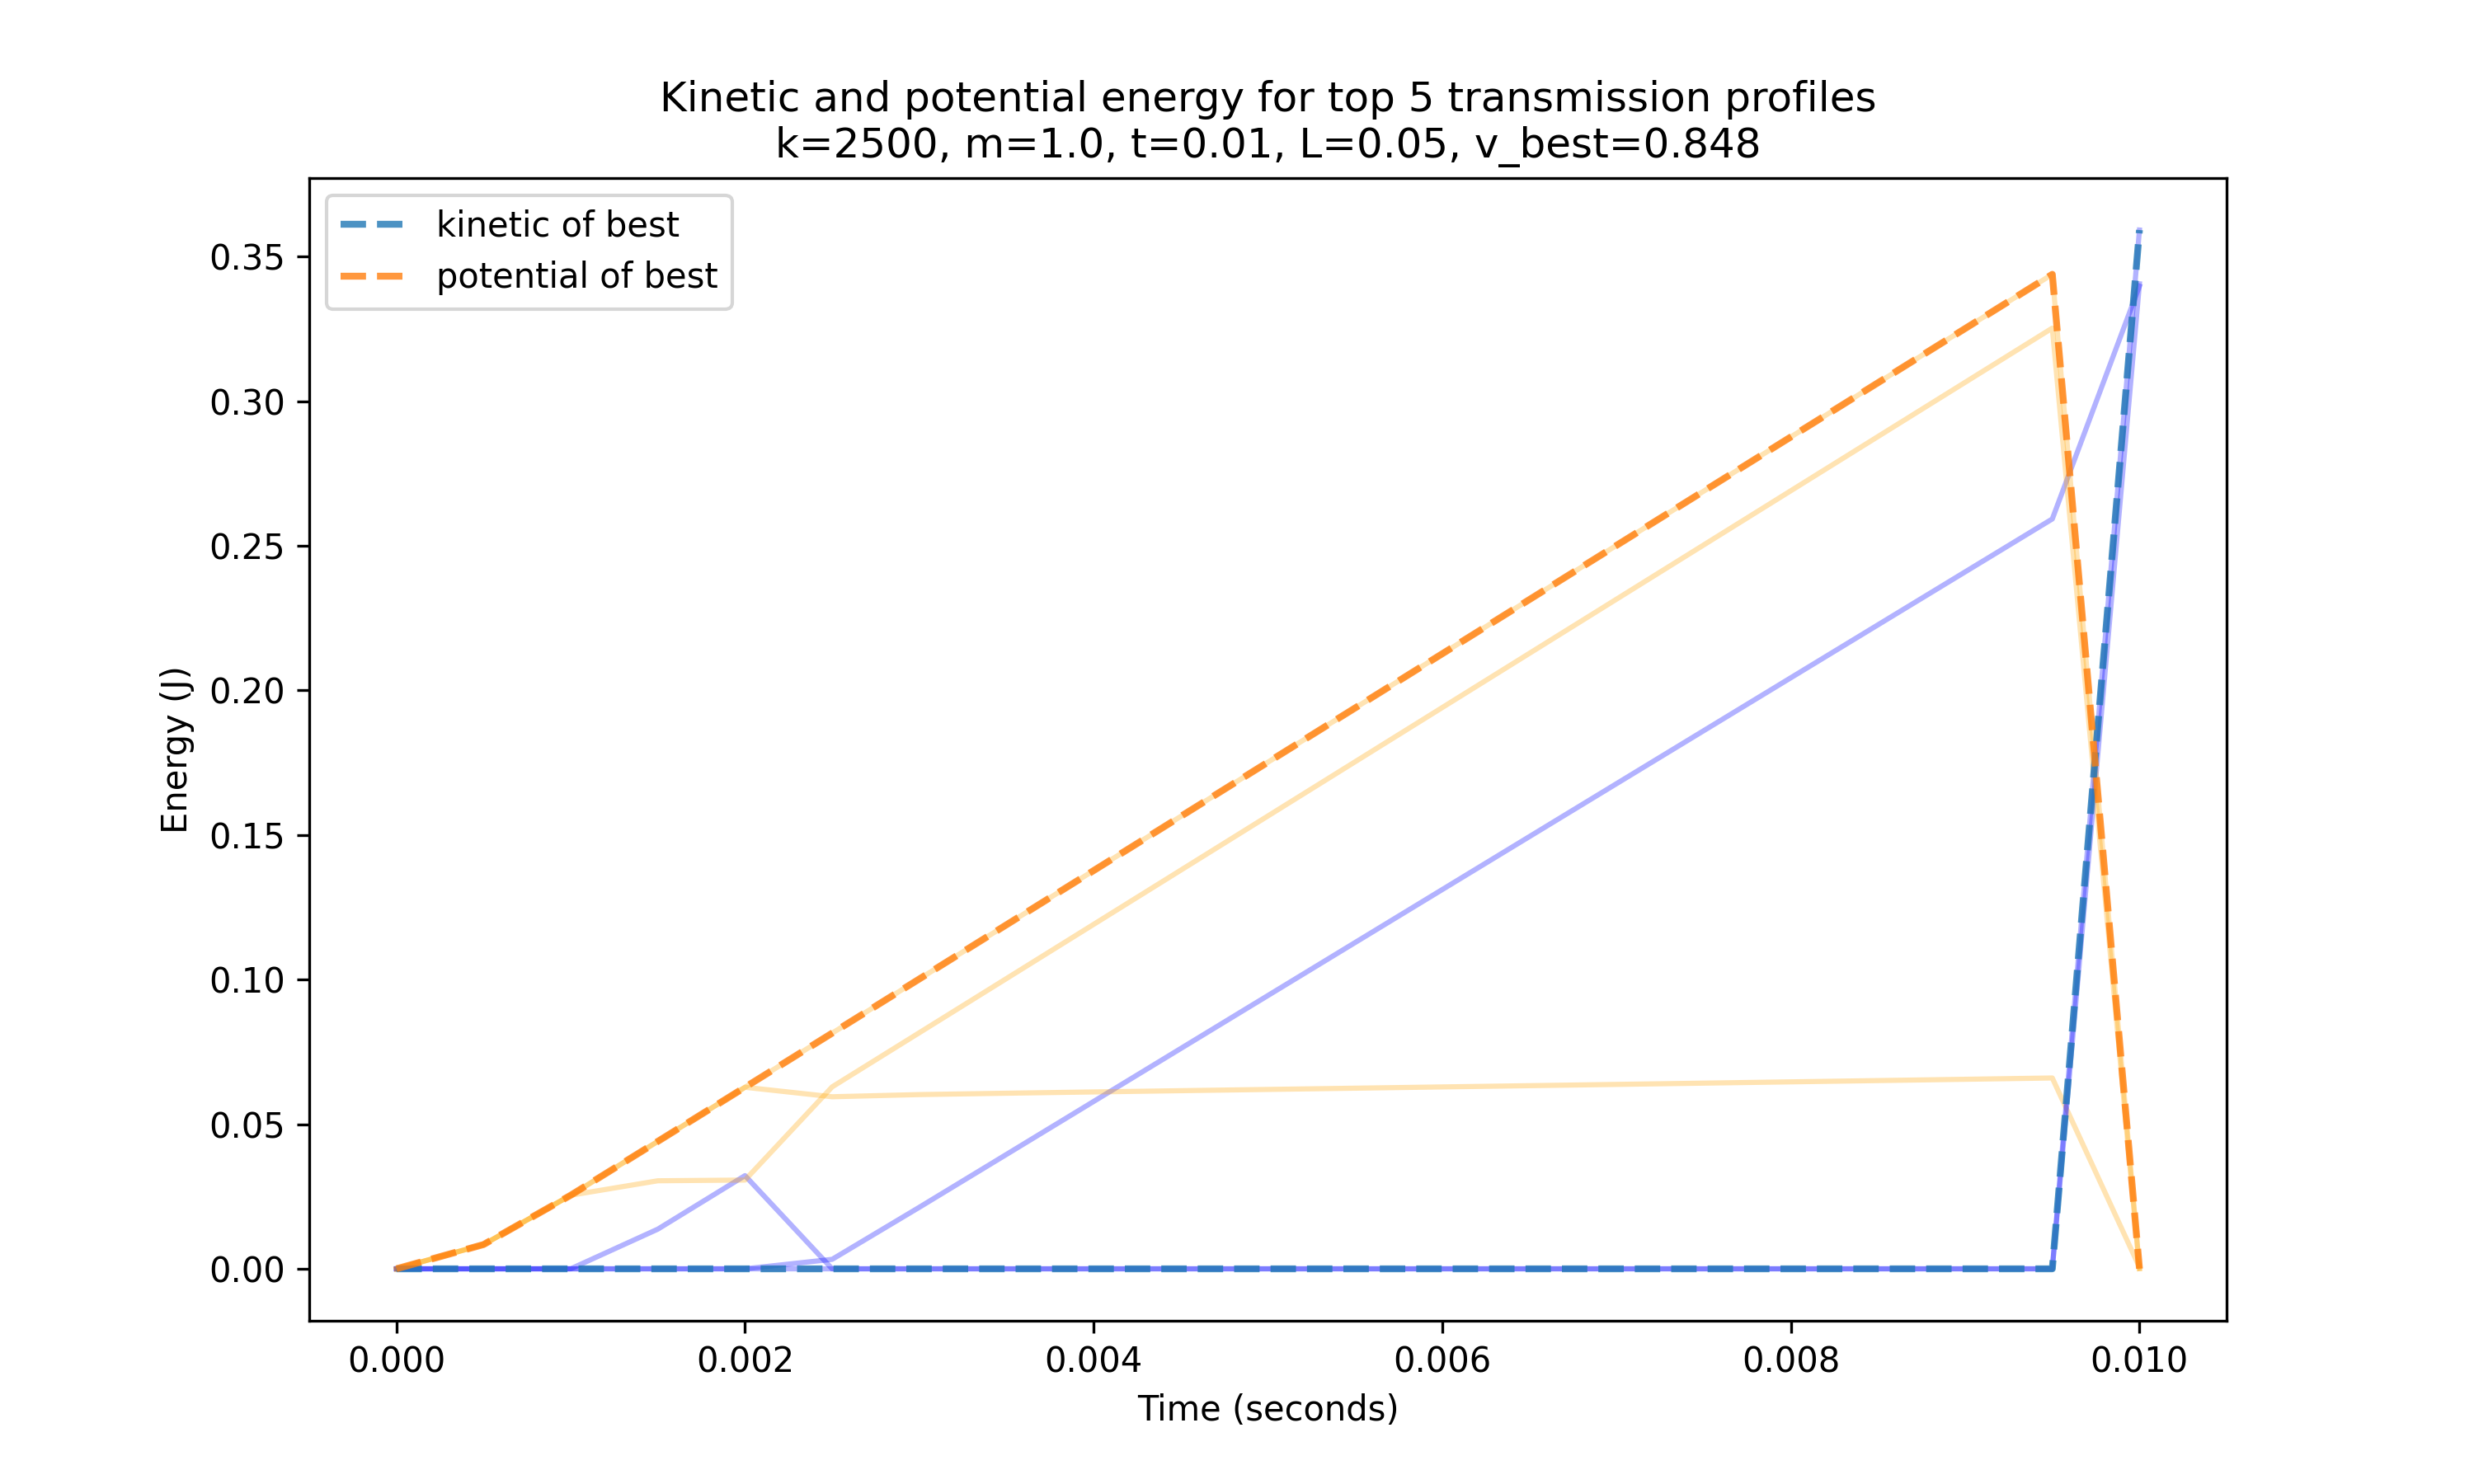 Kinetic and potential energy for top 5 transmission profiles
k=2500, m=1.0, t=0.01, L=0.05, v_best=0.848
kinetic of best
potential of best
0.35
0.30
0.25
0.20
0.15
0.10
0.05
0.00
Energy (J)
0.000 0.002 0.004 0.006 0.008 0.010
Time (seconds)